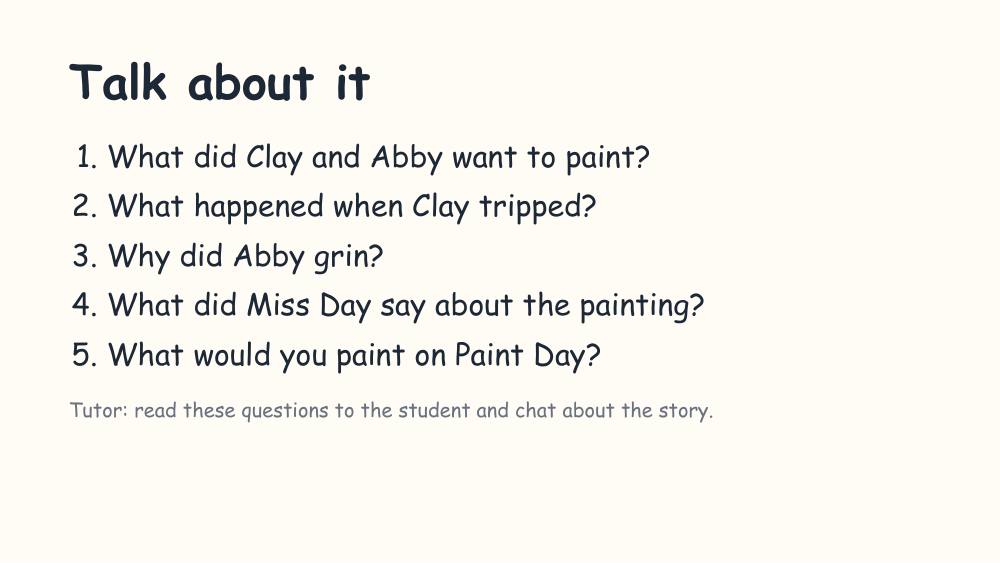 Talk about it
1. What did Clay and Abby want to paint?
2. What happened when Clay tripped?
3. Why did Abby grin?
4. What did Miss Day say about the painting?
5. What would you paint on Paint Day?
Tutor: read these questions to the student and chat about the story.